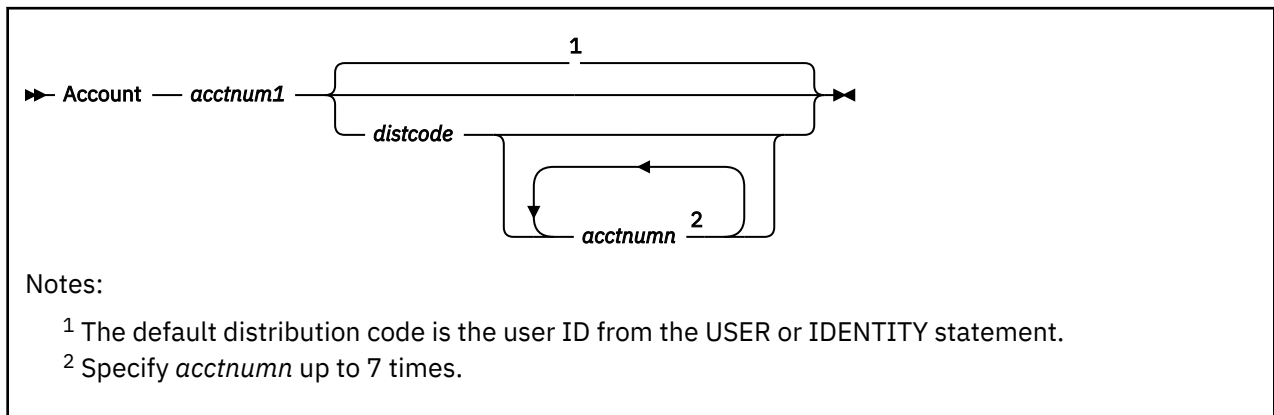 1
Account acctnum1
distcode
acctnumn 2
Notes:
1 The default distribution code is the user ID from the USER or IDENTITY statement.
2 Specify acctnumn up to 7 times.